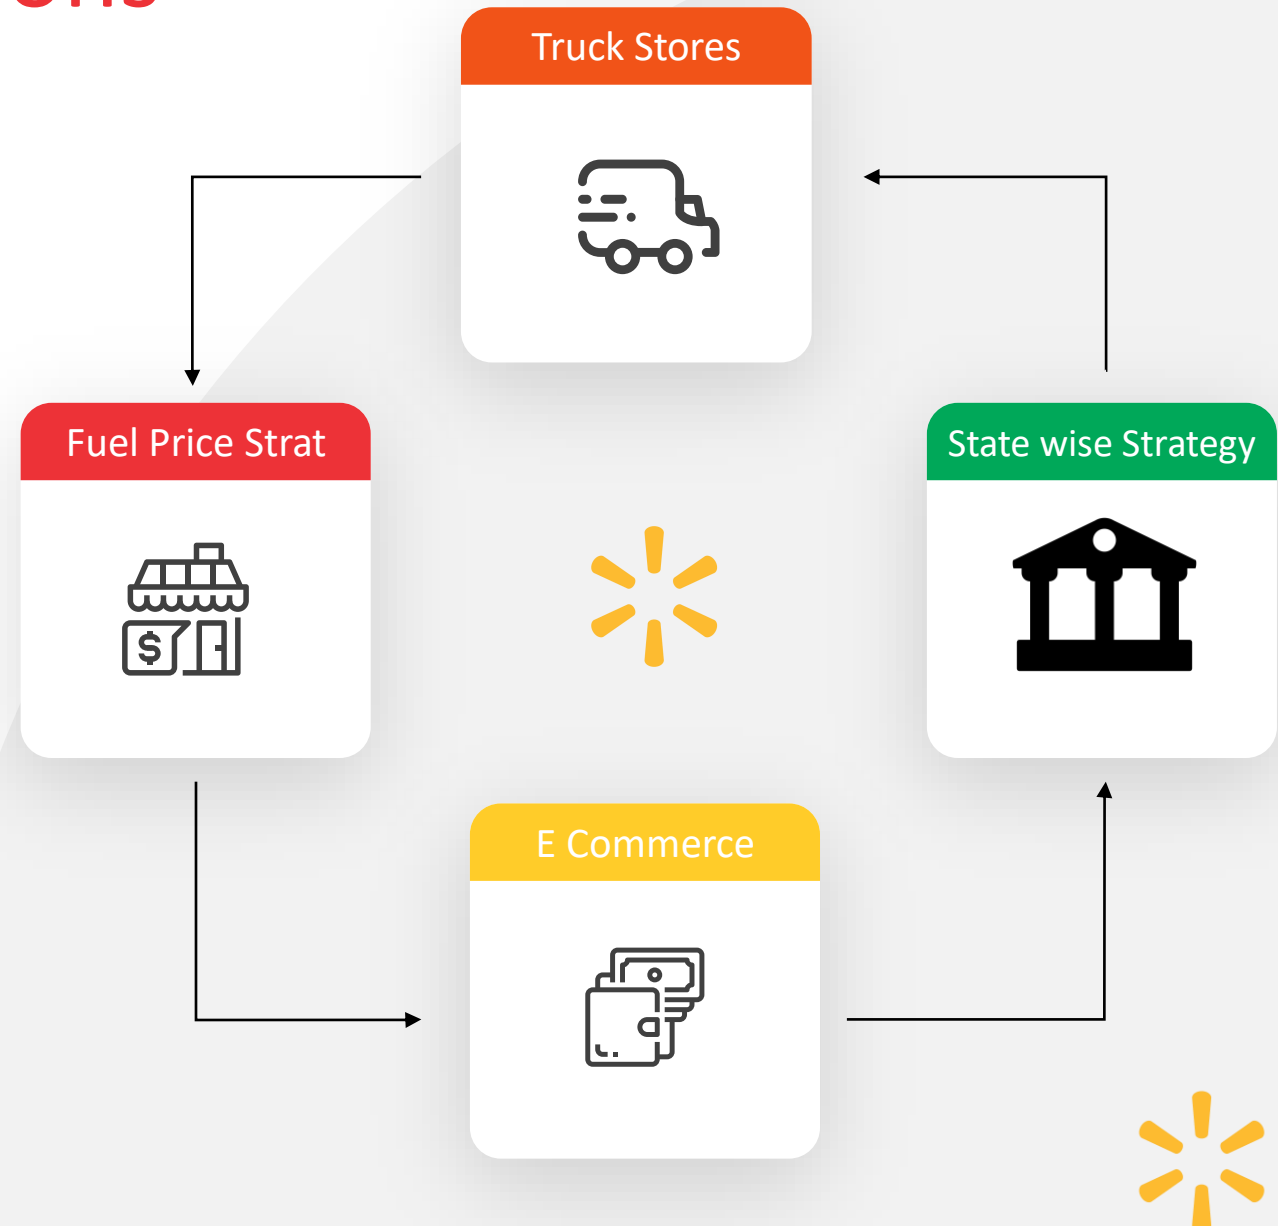 Truck Stores
Fuel Price Strat
State wise Strategy
$
E Commerce